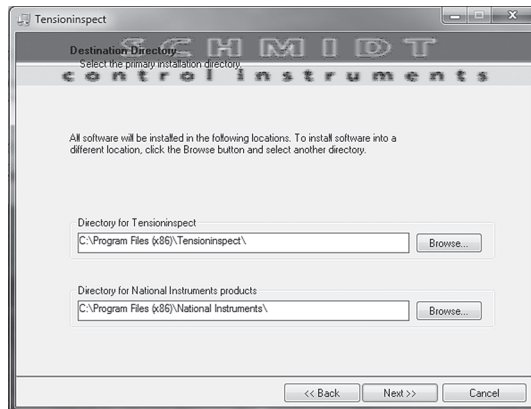 Tensioninspect
SCHMIDT
Destination Directory
Select the primary installation directory.
control instruments
All software will be installed in the following locations. To install software into a
different location, click the Browse button and select another directory.
Directory for Tensioninspect
C:\Program Files (x86)\Tensioninspect\
Browse...
Directory for National Instruments products
C:\Program Files (x86)\National Instruments\
Browse...
<< Back
Next >>
Cancel